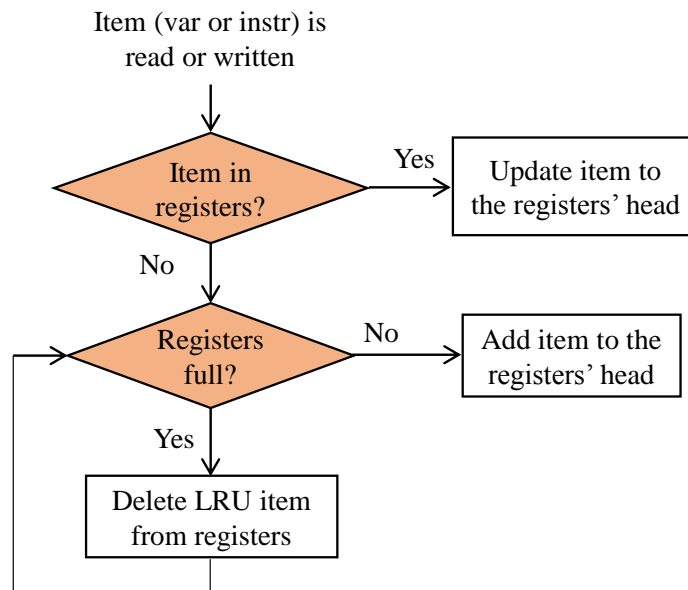 Item (var or instr) is
read or written
Item in
registers?
Yes
Update item to
the registers’ head
No
Registers
full?
No
Add item to the
registers’ head
Yes
Delete LRU item
from registers